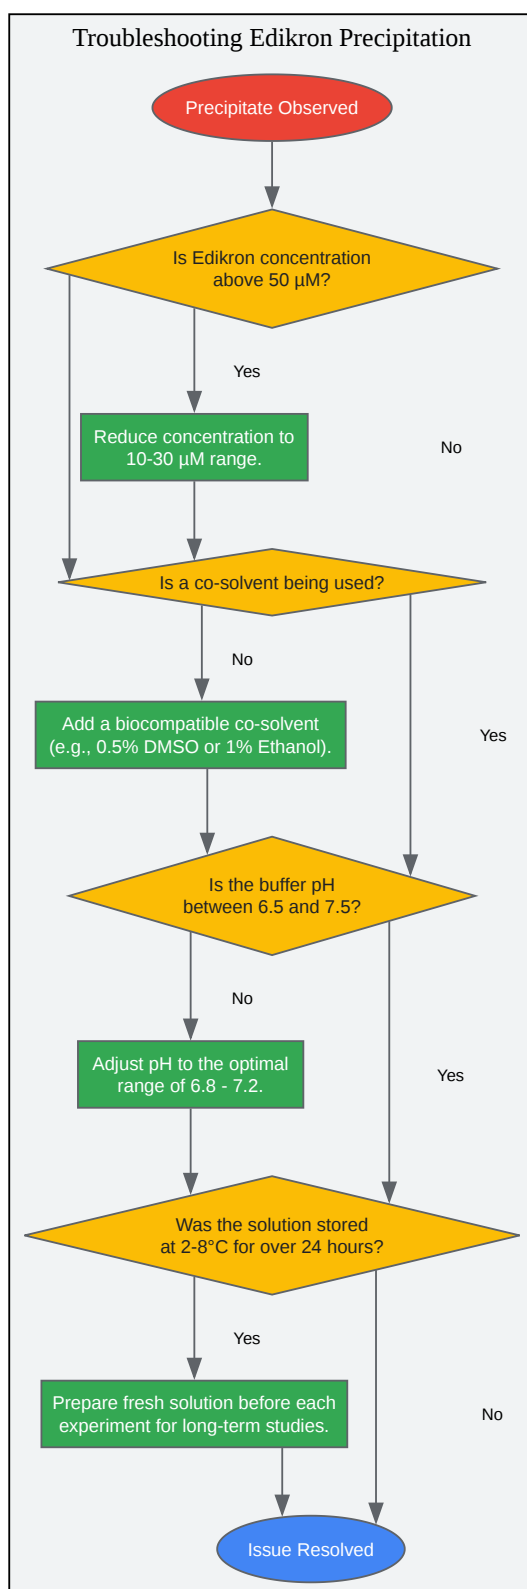 Troubleshooting Edikron Precipitation
Precipitate Observed
Is Edikron concentration
above 50 µM?
Yes
Reduce concentration to
10-30 µM range.
No
Is a co-solvent being used?
No
Add a biocompatible co-solvent
(e.g., 0.5% DMSO or 1% Ethanol).
Yes
Is the buffer pH
between 6.5 and 7.5?
No
Adjust pH to the optimal
range of 6.8 - 7.2.
Yes
Was the solution stored
at 2-8°C for over 24 hours?
Yes
Prepare fresh solution before each
experiment for long-term studies.
No
Issue Resolved